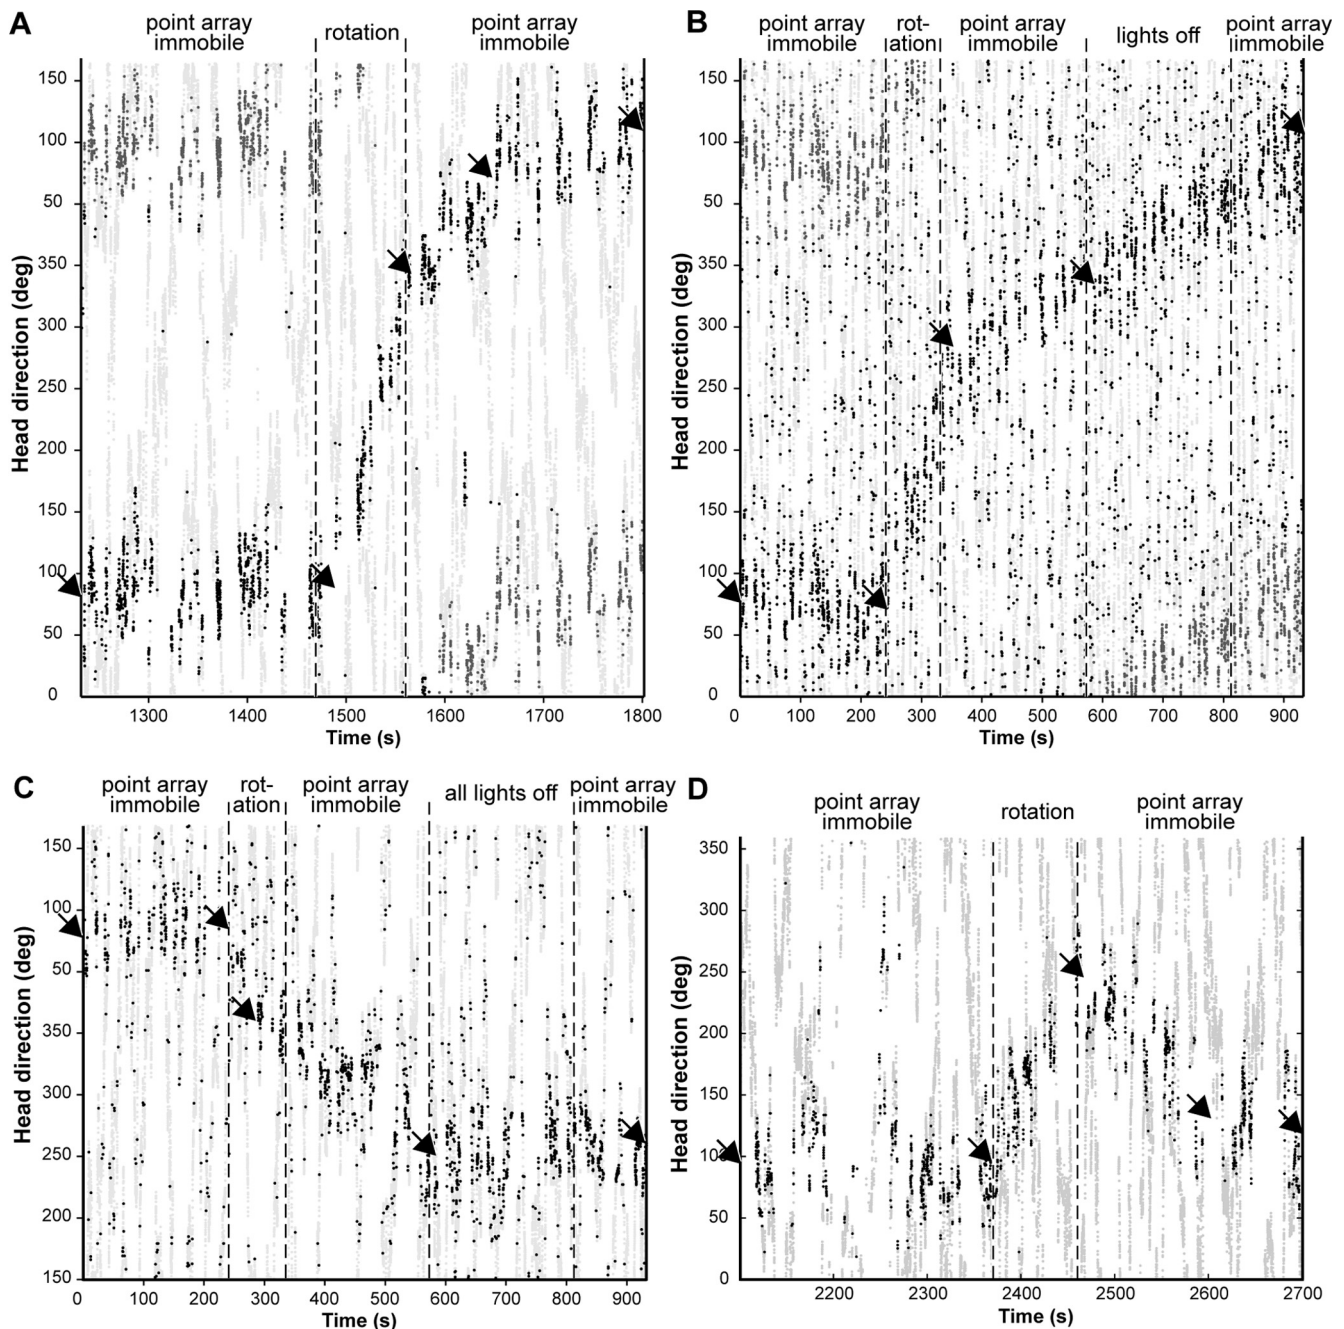 A
point array
immobile
rotation
point array
immobile
Head direction (deg)
150
100
50
350
300
250
200
150
100
50
0
1300
1400
1500
1600
1700
1800
Time (s)
B
point array
immobile
rot-
ation
point array
immobile
lights off
point array
immobile
Head direction (deg)
150
100
50
350
300
250
200
150
100
50
0
0
100
200
300
400
500
600
700
800
900
Time (s)
C
point array
immobile
rot-
ation
point array
immobile
all lights off
point array
immobile
Head direction (deg)
150
100
50
350
300
250
200
150
0
100
200
300
400
500
600
700
800
900
Time (s)
D
point array
immobile
rotation
point array
immobile
Head direction (deg)
350
300
250
200
150
100
50
0
2200
2300
2400
2500
2600
2700
Time (s)